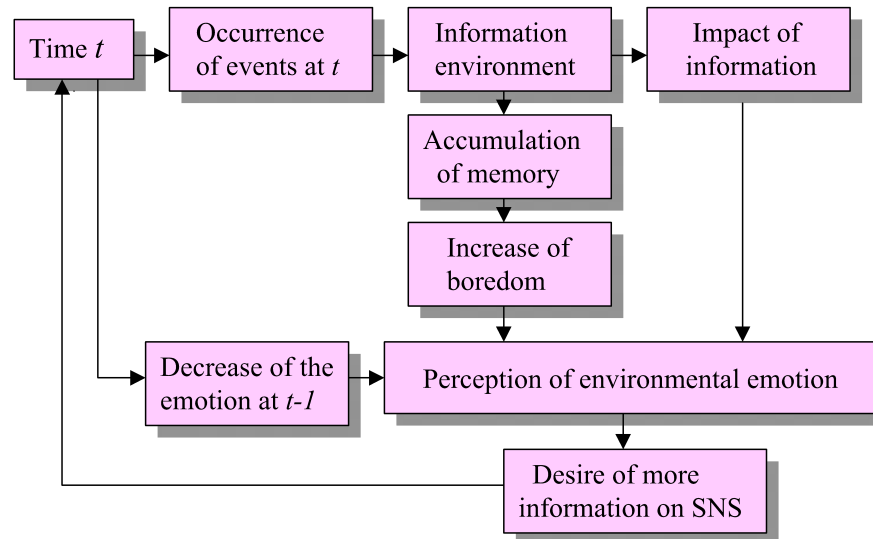 Time t
Occurrence
of events at t
Information
environment
Impact of
information
Accumulation
of memory
Increase of
boredom
Decrease of the
emotion at t-1
Perception of environmental emotion
Desire of more
information on SNS